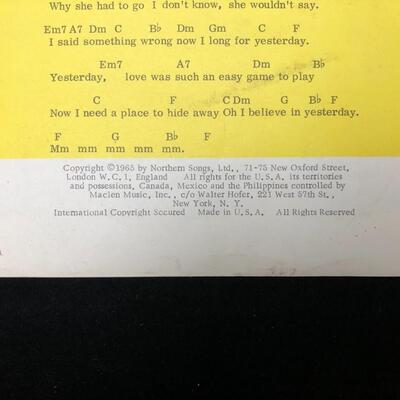 Why she had to go I don't know, she wouldn't say.
Em7 A7 Dm C Bb Dm Gm C F
I said something wrong now I long for yesterday.
Em7 A7 Dm Bb
Yesterday, love was such an easy game to play
C F C Dm G Bb F
Now I need a place to hide away Oh I believe in yesterday.
F G Bb F
Mm mm mm mm mm.
Copyright ©1965 by Northern Songs, Ltd., 71-75 New Oxford Street,
London W.C.1, England All rights for the U.S.A. its territories
and possessions, Canada, Mexico and the Philippines controlled by
Maclen Music, Inc., c/o Walter Hofer, 221 West 57th St.,
New York, N. Y.
International Copyright Secured Made in U.S.A. All Rights Reserved